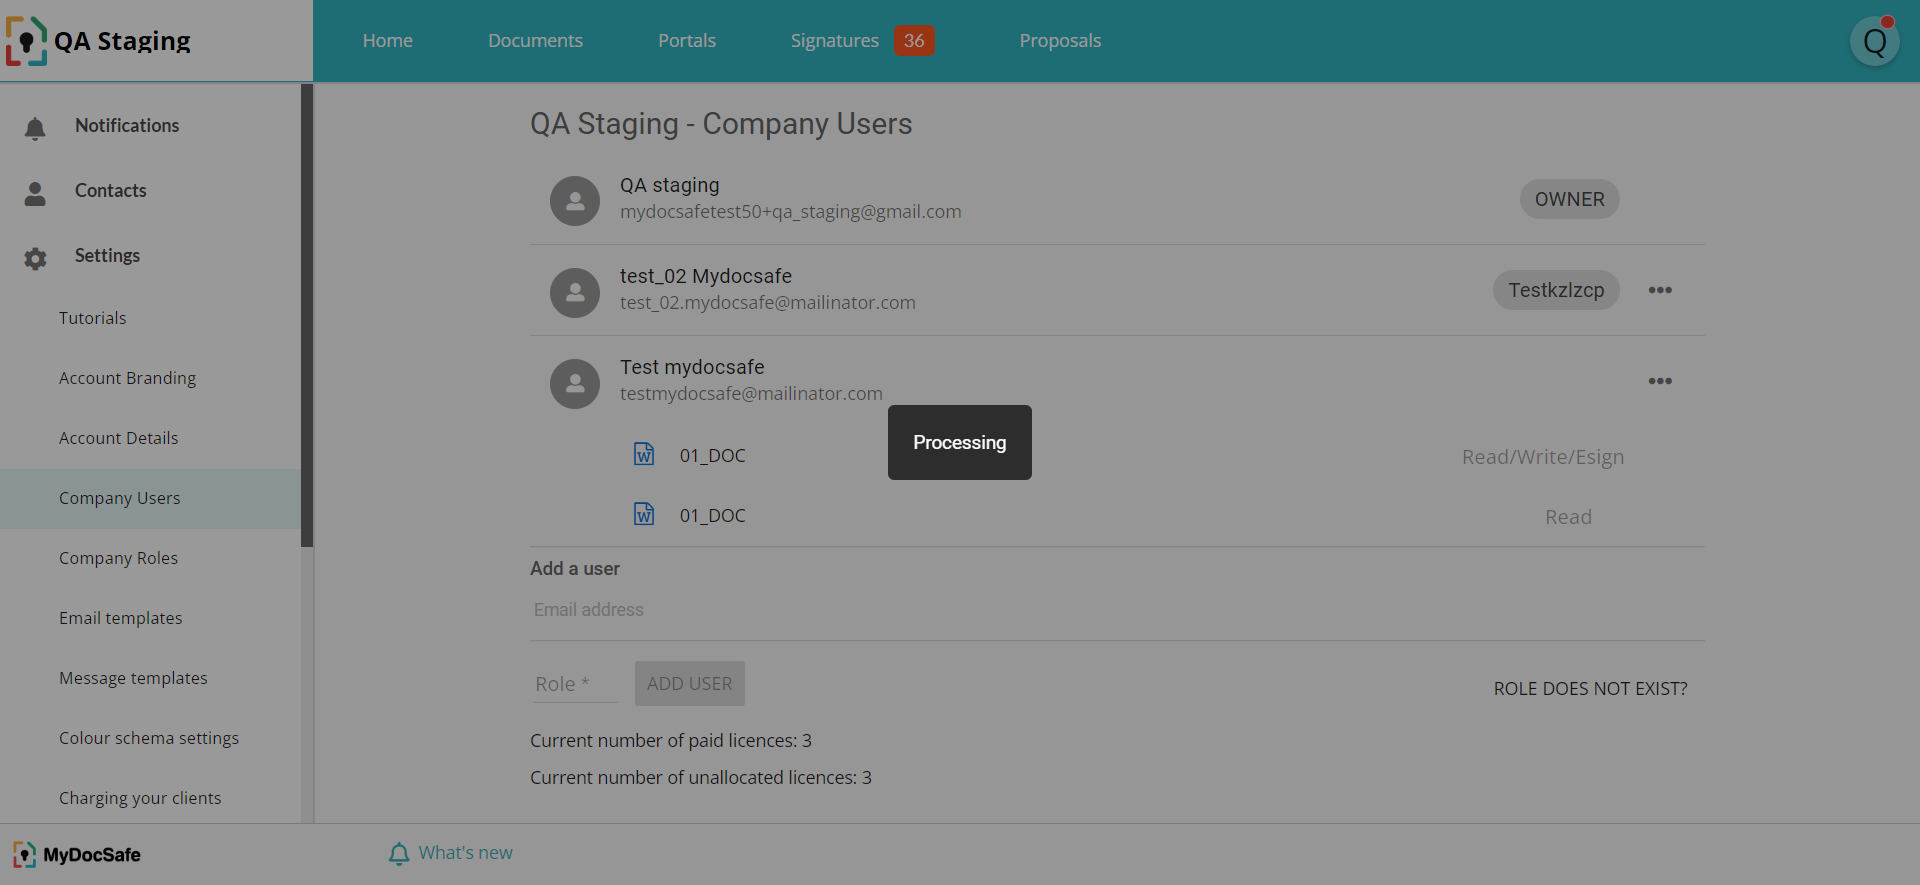 QA Staging
Home
Documents
Portals
Signatures 36
Proposals
Q
Notifications
Contacts
Settings
Tutorials
Account Branding
Account Details
Company Users
Company Roles
Email templates
Message templates
Colour schema settings
Charging your clients
QA Staging - Company Users
QA staging
mydocsafetest50+qa_staging@gmail.com
OWNER
test_02 Mydocsafe
test_02.mydocsafe@mailinator.com
Testkzlzcp
Test mydocsafe
testmydocsafe@mailinator.com
Processing
01_DOC
Read/Write/Esign
01_DOC
Read
Add a user
Email address
Role *
ADD USER
ROLE DOES NOT EXIST?
Current number of paid licences: 3
Current number of unallocated licences: 3
MyDocSafe
What's new